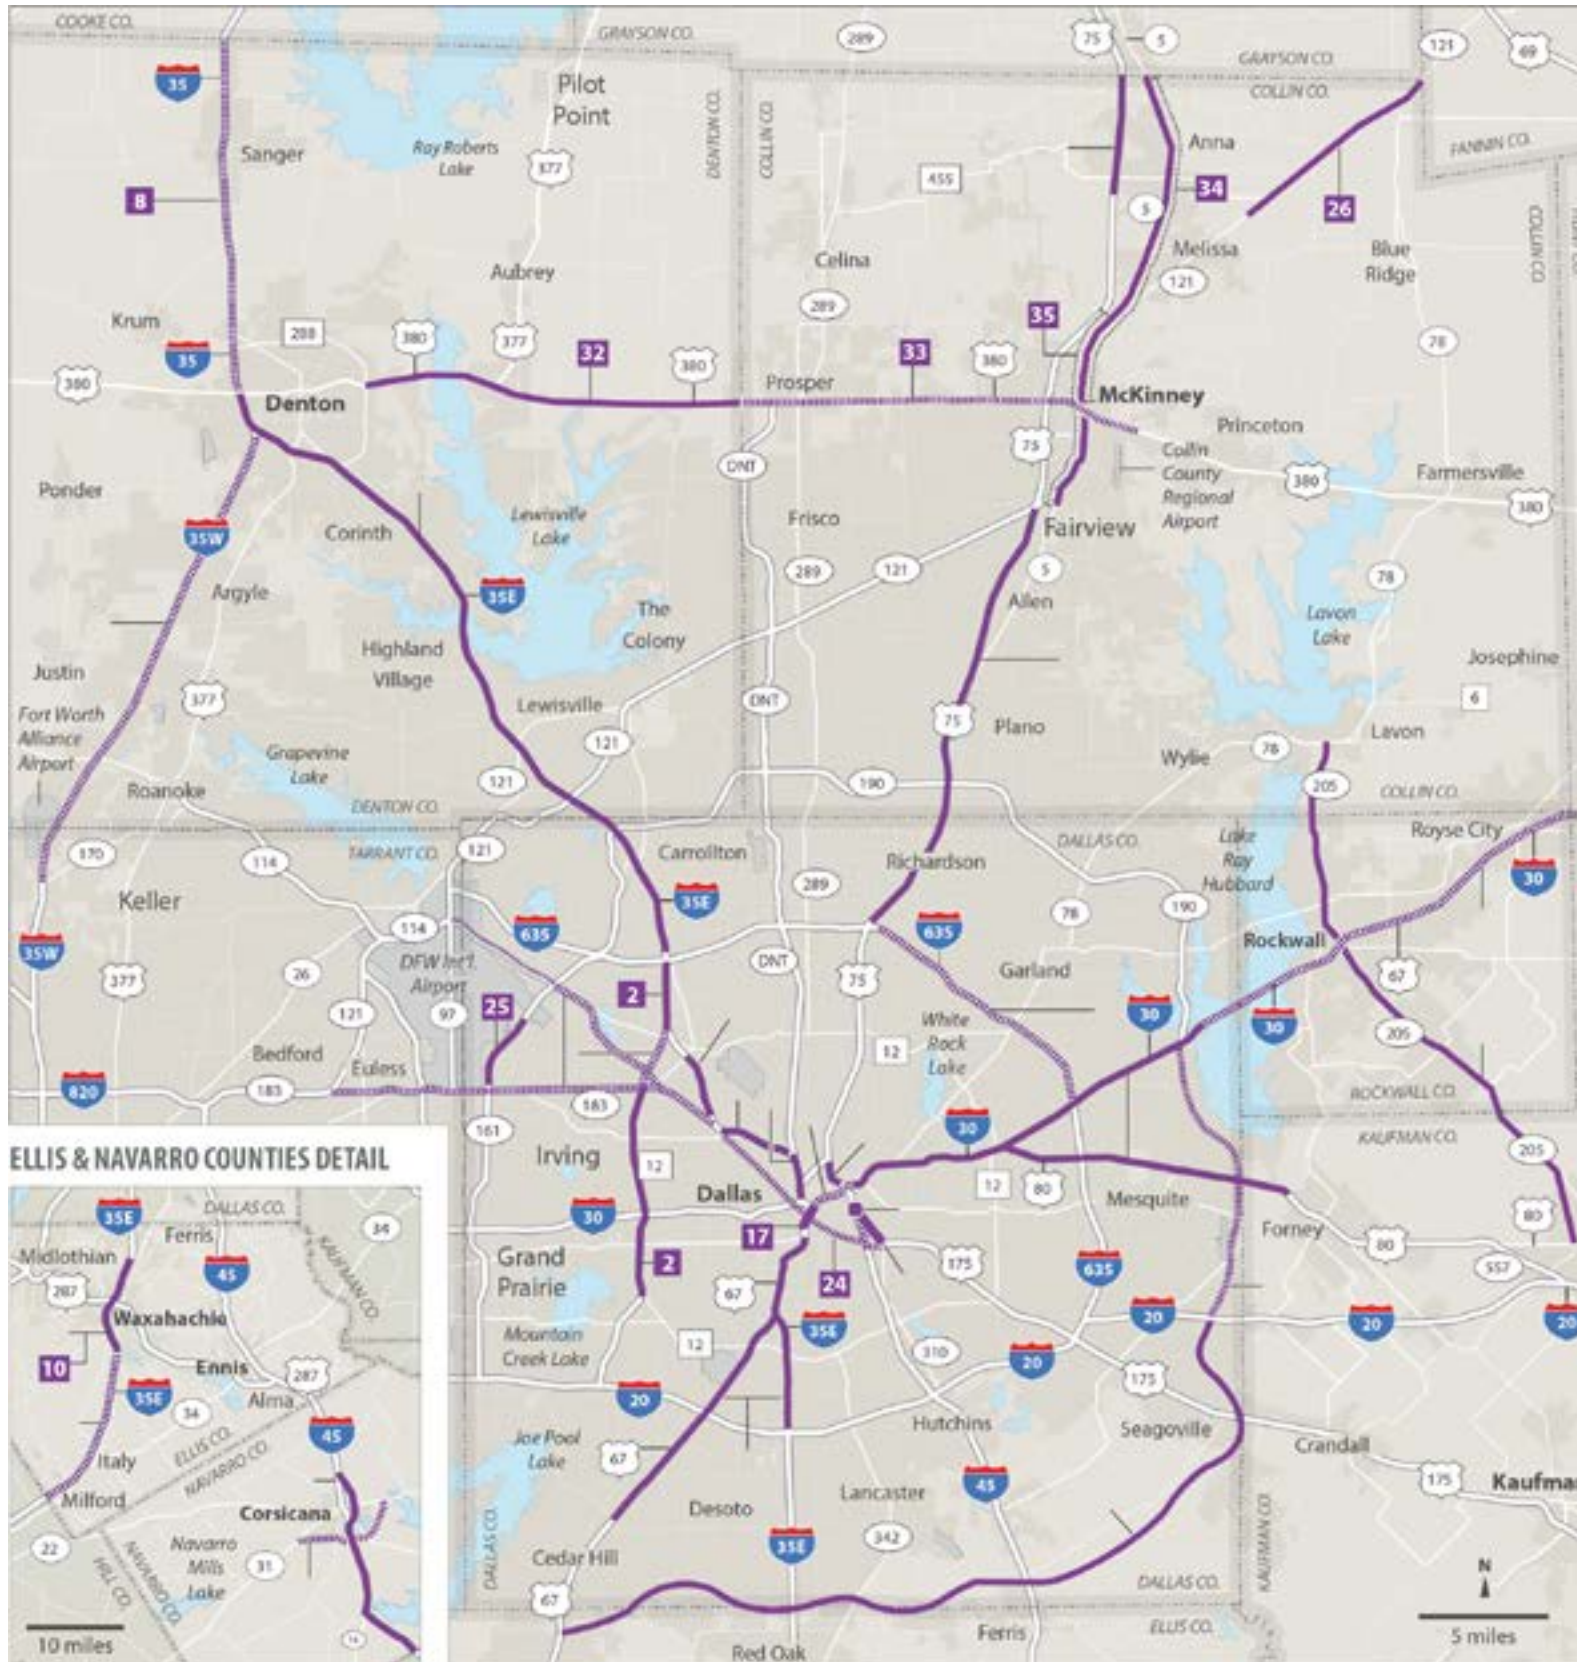 COOKE CO.
GRAYSON CO.
289
75
5
121
69
GRAYSON CO.
COLLIN CO.
35
Pilot
Point
DENTON CO.
COLLIN CO.
Sanger
Ray Roberts
Lake
377
Anna
FANNIN CO.
455
34
26
8
5
Melissa
Blue
Ridge
COLLIN CO.
Celina
Aubrey
289
121
Krum
288
380
377
35
35
32
380
33
380
78
380
Prosper
McKinney
Denton
Princeton
DNT
75
Collin
County
Regional
Airport
380
Farmersville
380
Ponder
Corinth
Lewisville
Lake
Frisco
Fairview
35W
289
121
5
78
Argyle
35E
Allen
The
Colony
Lavon
Lake
Highland
Village
Josephine
Justin
377
Lewisville
DNT
75
Plano
6
Fort Worth
Alliance
Airport
Grapevine
Lake
121
Wylie
78
Lavon
121
190
205
Roanoke
DENTON CO.
COLLIN CO.
170
114
TARRANT CO.
121
Carrollton
Richardson
DALLAS CO.
Lake
Ray
Hubbard
Royse City
30
Keller
35E
289
78
190
114
635
635
35W
DFW Int'l.
Airport
DNT
75
Garland
Rockwall
67
377
26
2
25
121
97
White
Rock
Lake
12
30
30
205
Bedford
Euless
820
183
183
ROCKWALL CO.
161
30
KAUFMAN CO.
Irving
12
205
Dallas
12
80
Mesquite
30
17
Forney
80
80
Grand
Prairie
2
67
24
175
635
557
Mountain
Creek Lake
12
35E
310
20
20
20
20
20
175
Joe Pool
Lake
67
Hutchins
Seagoville
Crandall
175
Kaufman
Desoto
Lancaster
45
342
35E
DALLAS CO.
KAUFMAN CO.
Cedar Hill
67
DALLAS CO.
ELLIS CO.
Red Oak
Ferris
N
5 miles
ELLIS & NAVARRO COUNTIES DETAIL
35E
DALLAS CO.
Ferris
34
Midlothian
45
KAUFMAN CO.
287
Waxahachie
10
Ennis
287
35E
34
Alma
45
Italy
ELLIS CO.
NAVARRO CO.
Milford
Corsicana
22
Navarro
Mills
Lake
31
NAVARRO CO.
HILL CO.
10 miles